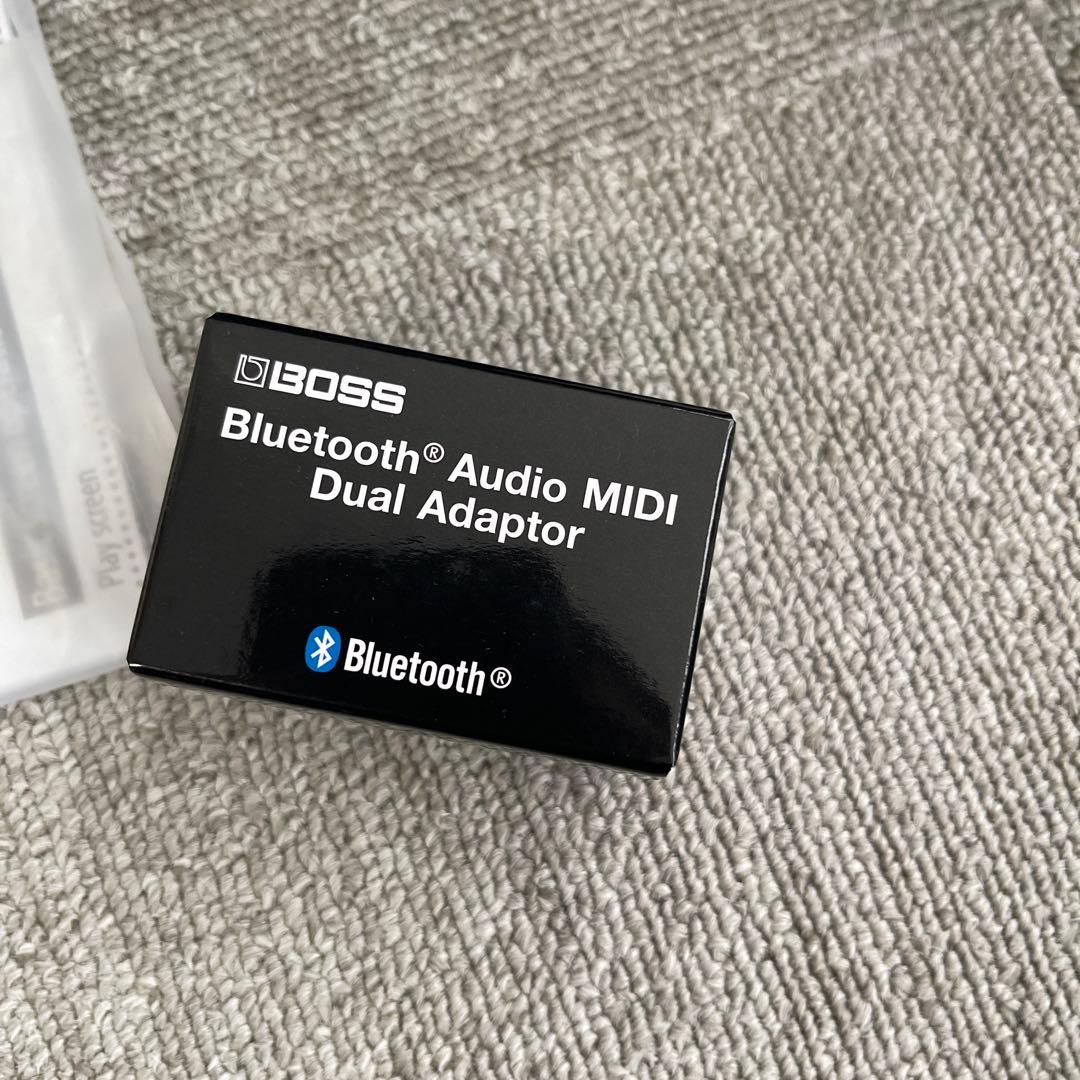 BOSS
Bluetooth® Audio MIDI
Dual Adaptor
Bluetooth®
Play screen